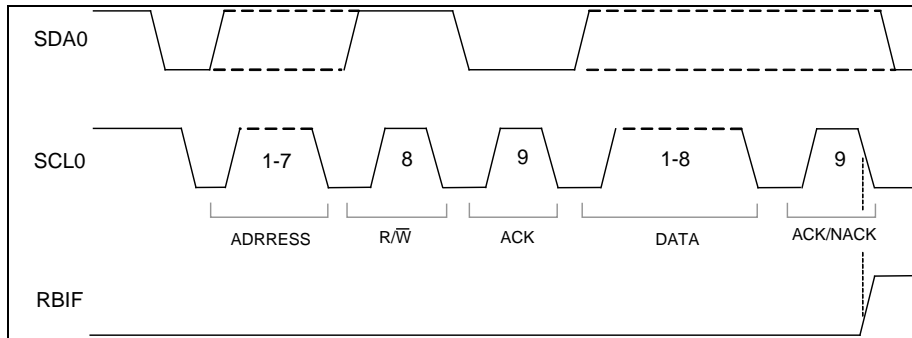 SDA0
SCL0
1-7
8
9
1-8
9
ADRRESS
R/W̅
ACK
DATA
ACK/NACK
RBIF